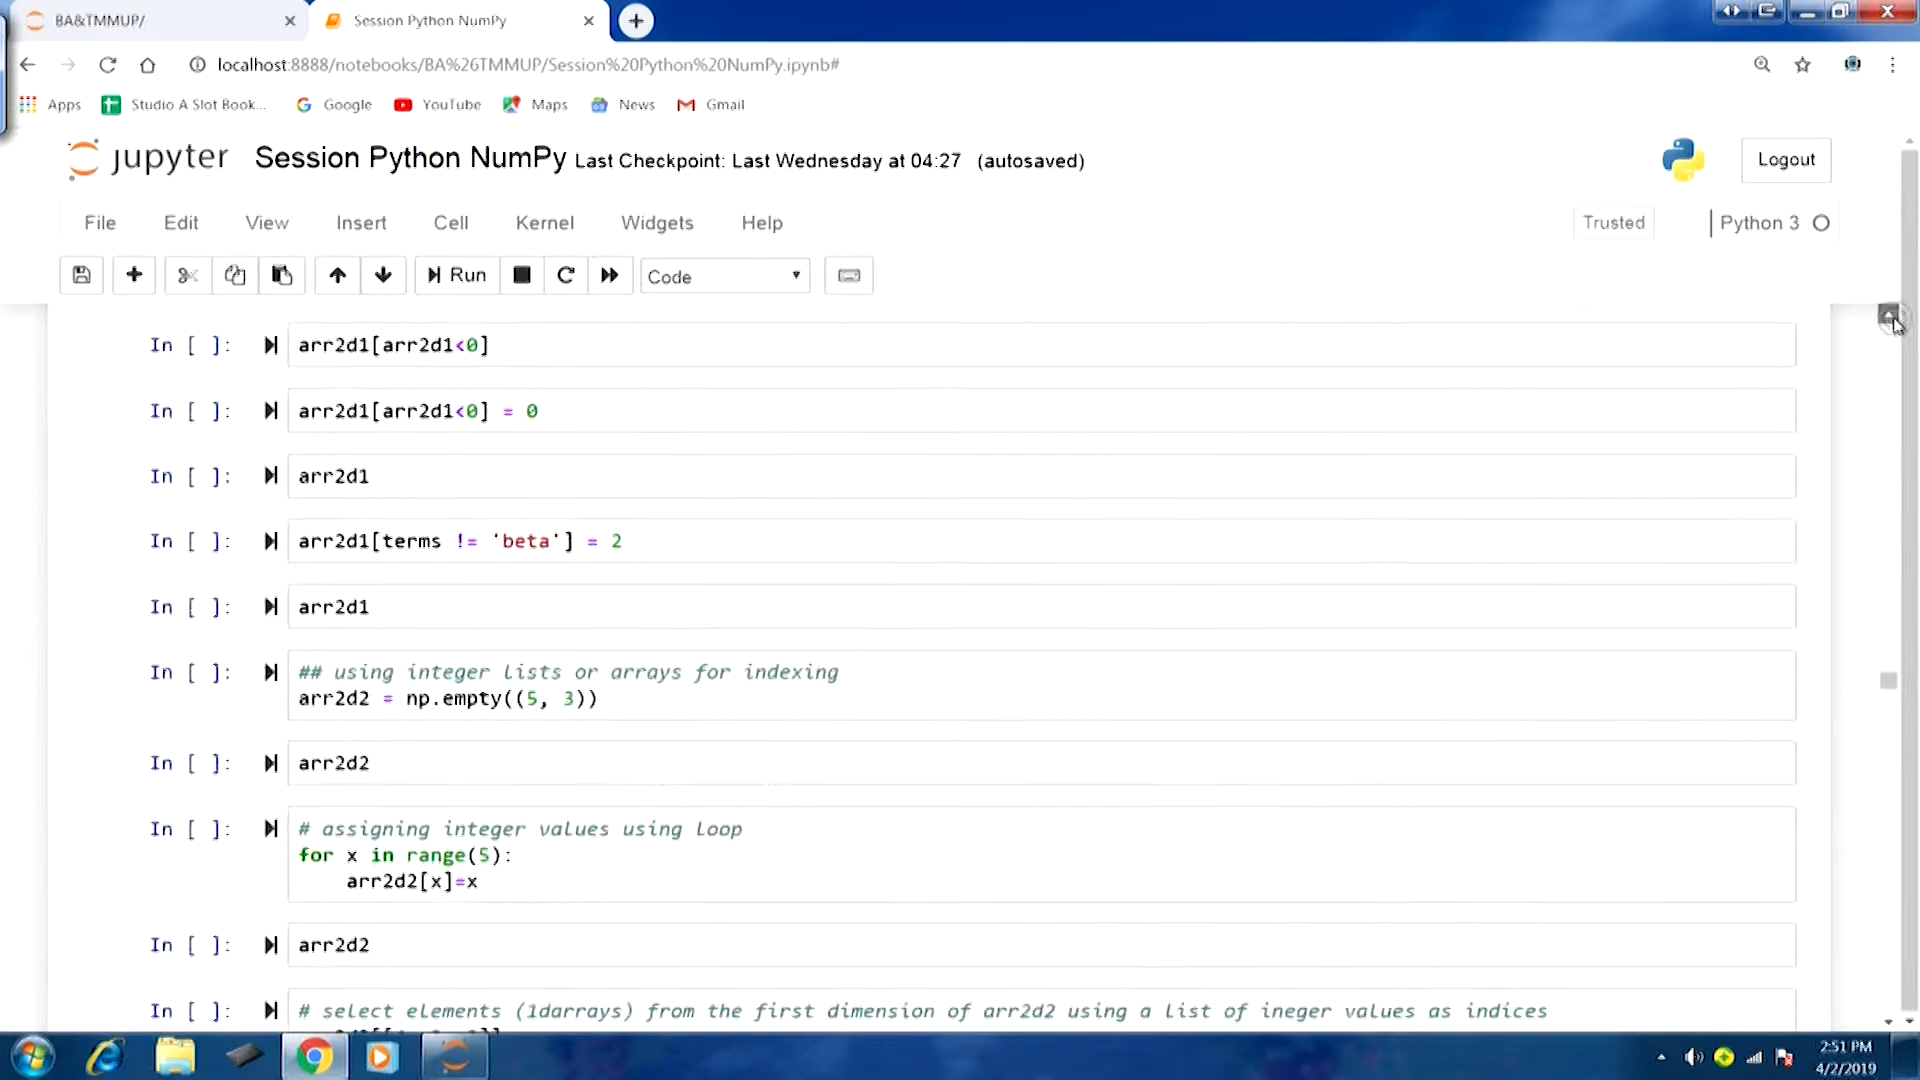 BA&TMMUP/
Session Python NumPy
localhost:8888/notebooks/BA%26TMMUP/Session%20Python%20NumPy.ipynb#
Apps Studio A Slot Book... Google YouTube Maps News Gmail
jupyter Session Python NumPy Last Checkpoint: Last Wednesday at 04:27 (autosaved)
Logout
File Edit View Insert Cell Kernel Widgets Help
Trusted Python 3
Run Code
In [ ]: arr2d1[arr2d1<0]
In [ ]: arr2d1[arr2d1<0] = 0
In [ ]: arr2d1
In [ ]: arr2d1[terms != 'beta'] = 2
In [ ]: arr2d1
In [ ]: ## using integer lists or arrays for indexing
arr2d2 = np.empty((5, 3))
In [ ]: arr2d2
In [ ]: # assigning integer values using loop
for x in range(5):
arr2d2[x]=x
In [ ]: arr2d2
In [ ]: # select elements (1darrays) from the first dimension of arr2d2 using a list of ineger values as indices
2:51 PM
4/2/2019